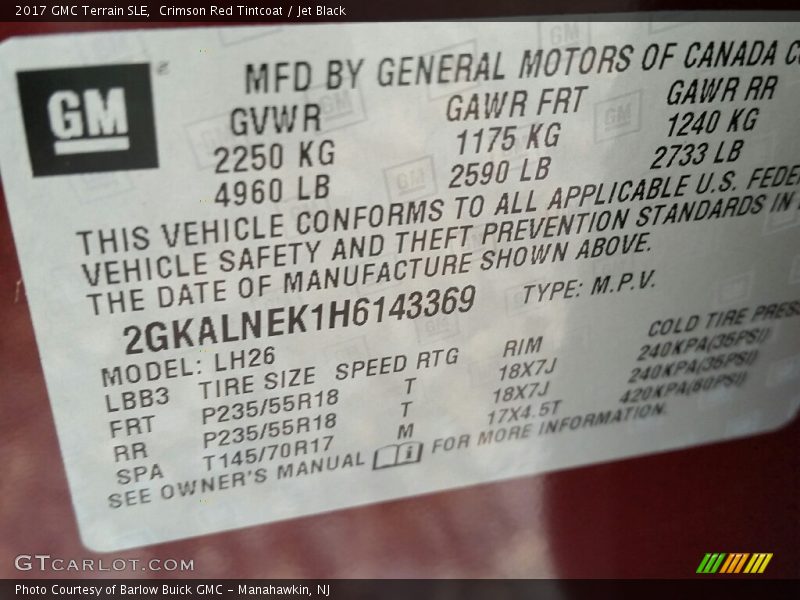 2017 GMC Terrain SLE, Crimson Red Tintcoat / Jet Black
GM
MFD BY GENERAL MOTORS OF CANADA
GVWR GAWR FRT GAWR RR
2250 KG 1175 KG 1240 KG
4960 LB 2590 LB 2733 LB
THIS VEHICLE CONFORMS TO ALL APPLICABLE U.S.
VEHICLE SAFETY AND THEFT PREVENTION STANDARDS IN
THE DATE OF MANUFACTURE SHOWN ABOVE.
2GKALNEK1H6143369 TYPE: M.P.V.
MODEL: LH26
LBB3 TIRE SIZE SPEED RTG RIM COLD TIRE
FRT P235/55R18 T 18X7J 240KPA(35PSI)
RR P235/55R18 T 18X7J 240KPA(35PSI)
SPA T145/70R17 M 17X4.5T 420KPA(60PSI)
SEE OWNER'S MANUAL FOR MORE INFORMATION.
GTCARLOT.COM
Photo Courtesy of Barlow Buick GMC – Manahawkin, NJ